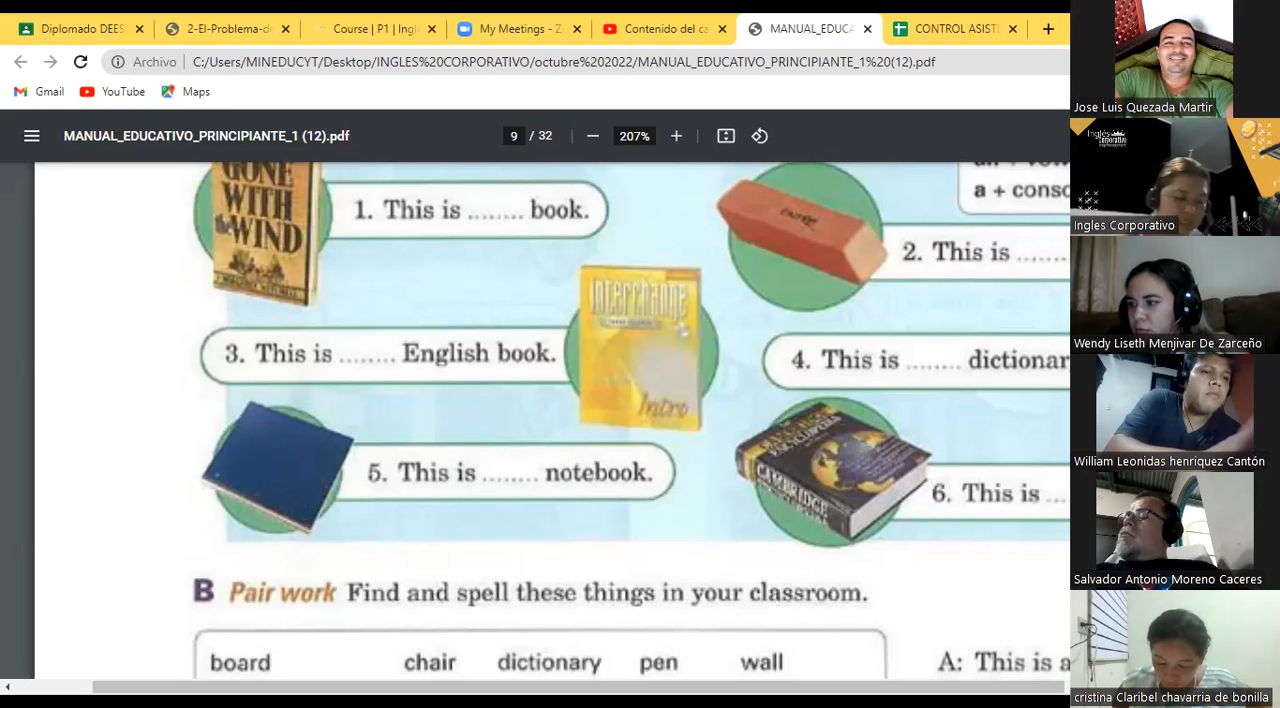 Diplomado DEES
2-El-Problema-de
Course | P1 | Ingl
My Meetings - Z
Contenido del ca
MANUAL_EDUCA
CONTROL ASISTE
Archivo
C:/Users/MINEDUCYT/Desktop/INGLES%20CORPORATIVO/octubre%202022/MANUAL_EDUCATIVO_PRINCIPIANTE_1%20(12).pdf
Gmail
YouTube
Maps
MANUAL_EDUCATIVO_PRINCIPIANTE_1 (12).pdf
9 / 32
207%
GONE
WITH
the WIND
1. This is ........ book.
a + conso
2. This is
Interchange
Intro
3. This is ........ English book.
4. This is ........ dictionar
5. This is ........ notebook.
CAMBRIDGE
6. This is ...
B Pair work Find and spell these things in your classroom.
board chair dictionary pen wall
A: This is a
Jose Luis Quezada Martir
Inglés
Corporativo
Ingles Corporativo
Wendy Liseth Menjivar De Zarceño
William Leonidas henriquez Cantón
Salvador Antonio Moreno Caceres
cristina Claribel chavarria de bonilla